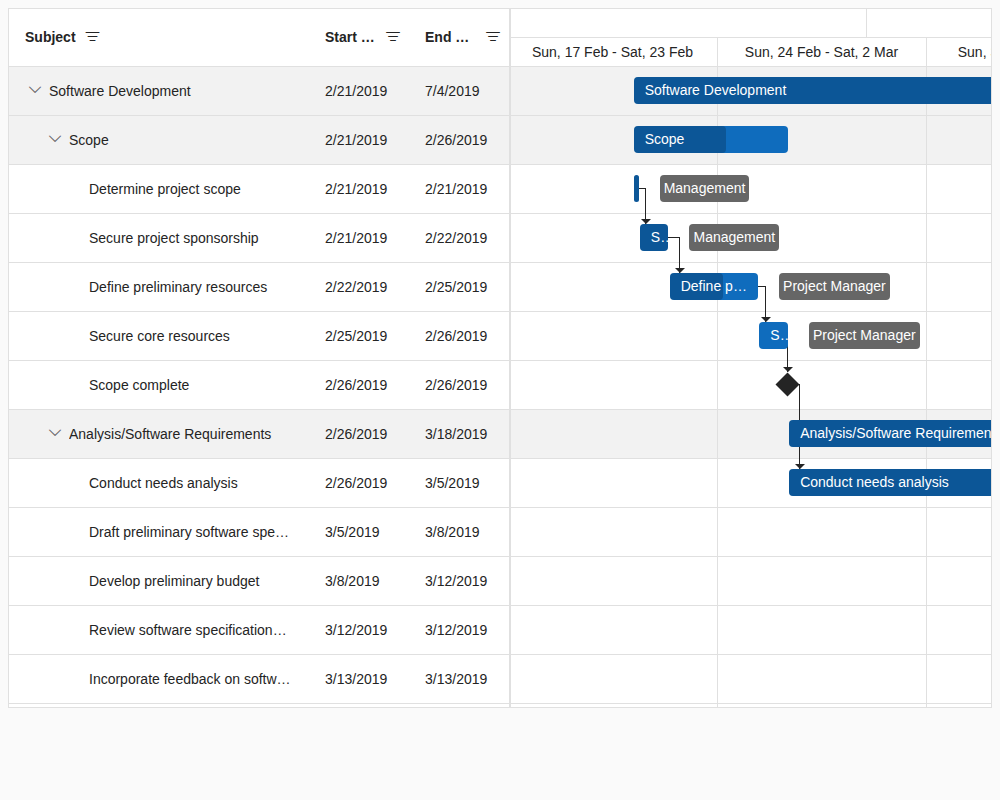 Subject Start … End …
Sun, 17 Feb - Sat, 23 Feb Sun, 24 Feb - Sat, 2 Mar Sun,
Software Development 2/21/2019 7/4/2019 Software Development
Scope 2/21/2019 2/26/2019 Scope
Determine project scope 2/21/2019 2/21/2019 Management
Secure project sponsorship 2/21/2019 2/22/2019 S… Management
Define preliminary resources 2/22/2019 2/25/2019 Define p… Project Manager
Secure core resources 2/25/2019 2/26/2019 S… Project Manager
Scope complete 2/26/2019 2/26/2019
Analysis/Software Requirements 2/26/2019 3/18/2019 Analysis/Software Requiremen
Conduct needs analysis 2/26/2019 3/5/2019 Conduct needs analysis
Draft preliminary software spe… 3/5/2019 3/8/2019
Develop preliminary budget 3/8/2019 3/12/2019
Review software specification… 3/12/2019 3/12/2019
Incorporate feedback on softw… 3/13/2019 3/13/2019